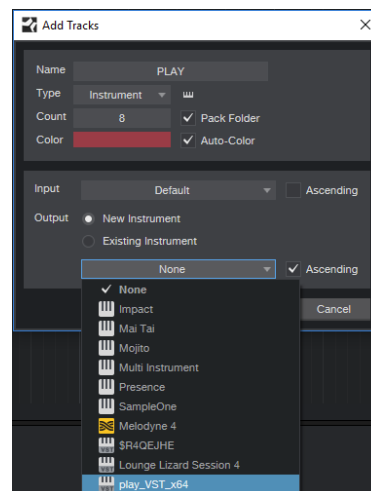 Add Tracks
Name PLAY
Type Instrument
Count 8 Pack Folder
Color Auto-Color
Input Default Ascending
Output New Instrument
Existing Instrument
None Ascending
None
Cancel
Impact
Mai Tai
Mojito
Multi Instrument
Presence
SampleOne
Melodyne 4
$R4QEJHE
Lounge Lizard Session 4
play_VST_x64